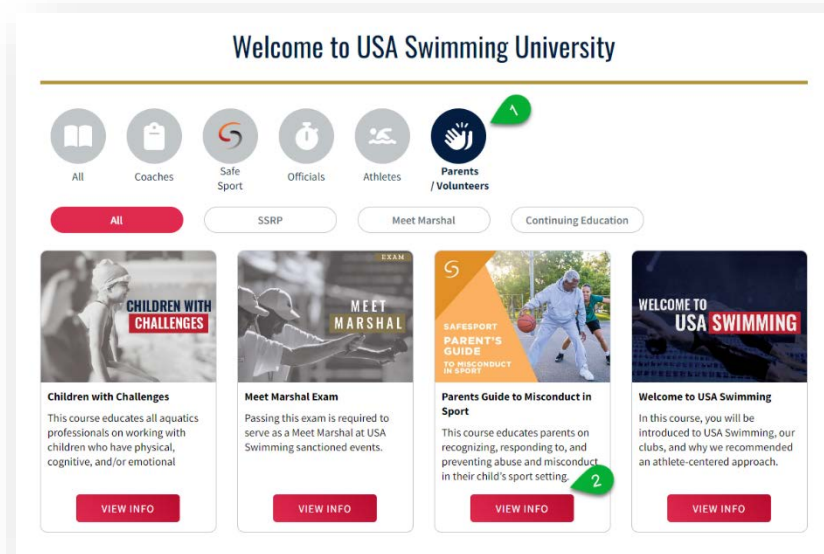 Welcome to USA Swimming University
1
All
Coaches
Safe
Sport
Officials
Athletes
Parents
/ Volunteers
All
SSRP
Meet Marshal
Continuing Education
CHILDREN WITH
CHALLENGES
Children with Challenges
This course educates all aquatics
professionals on working with
children who have physical,
cognitive, and/or emotional
VIEW INFO
EXAM
MEET
MARSHAL
Meet Marshal Exam
Passing this exam is required to
serve as a Meet Marshal at USA
Swimming sanctioned events.
VIEW INFO
SAFESPORT
PARENT'S
GUIDE
TO MISCONDUCT
IN SPORT
Parents Guide to Misconduct in
Sport
This course educates parents on
recognizing, responding to, and
preventing abuse and misconduct
in their child's sport setting.
2
VIEW INFO
WELCOME TO
USA SWIMMING
Welcome to USA Swimming
In this course, you will be
introduced to USA Swimming, our
clubs, and why we recommended
an athlete-centered approach.
VIEW INFO